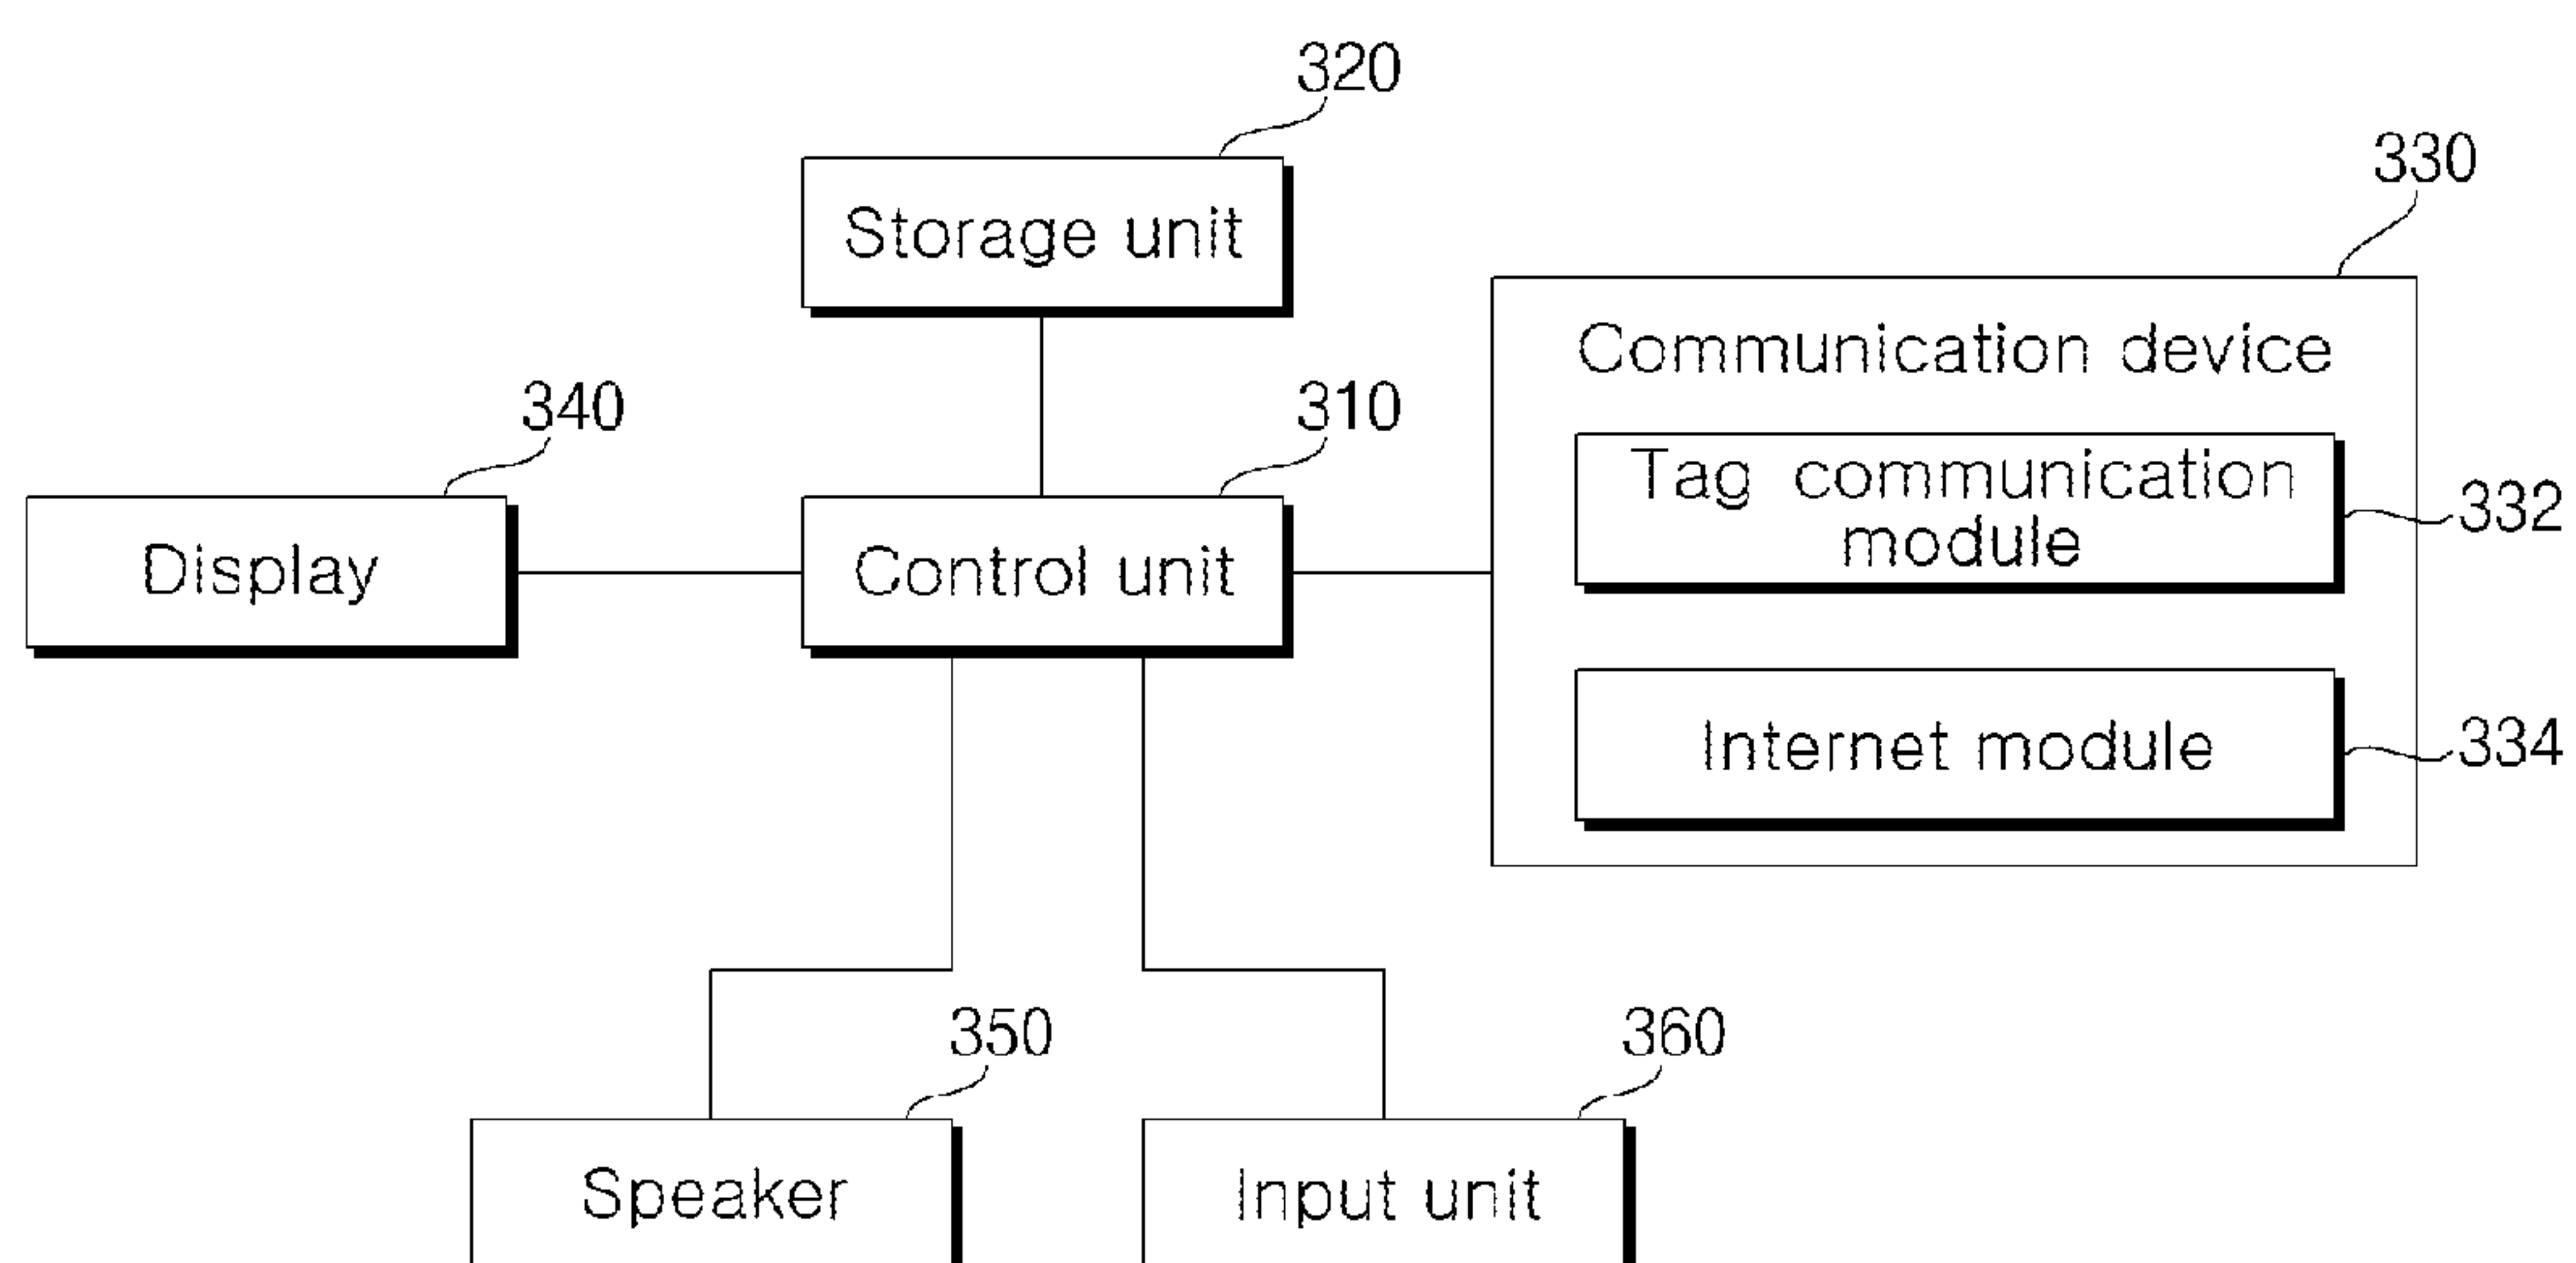 320
Storage unit
330
Communication device
340
310
Tag communication
module
332
Display
Control unit
Internet module
334
350
360
Speaker
Input unit